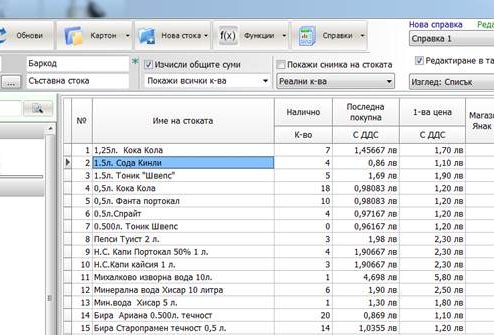 Нова справка Реда
Обнови Картон Нова стока f(x) Функции Справки Справка 1
Баркод * Изчисли общите суми Покажи снимка на стоката Редактиране в та
... Съставна стока Покажи всички к-ва Реални к-ва Изглед: Списък
№ Име на стоката Налично Последна покупна 1-ва цена Магаз Янак
К-во С ДДС С ДДС
1 1,25л. Кока Кола 7 1,45667 лв 1,70 лв
2 1.5л. Сода Кинли 4 0,86 лв 1,10 лв
3 1.5л. Тоник "Швепс" 5 1,69 лв 1,90 лв
4 0,5л. Кока Кола 18 0,98083 лв 1,20 лв
5 0,5л. Фанта портокал 10 0,98083 лв 1,20 лв
6 0.5л.Спрайт 4 0,97167 лв 1,20 лв
7 0.500л. Тоник Швепс 0 0,96167 лв 1,20 лв
8 Пепси Туист 2 л. 3 1,98 лв 2,30 лв
9 Н.С. Капи Портокал 50% 1 л. 4 1,90667 лв 2,30 лв
10 Н.С.Капи кайсия 1 л. 3 1,90667 лв 2,30 лв
11 Михалково изворна вода 10л. 1 4,698 лв 5,80 лв
12 Минерална вода Хисар 10 литра 6 1,90 лв 2,50 лв
13 Мин.вода Хисар 5 л. 1 1,30 лв 1,80 лв
14 Бира Ариана 0.500л. течност 20 0,869 лв 1,10 лв
15 Бира Старопрамен течност 0,5 л. 14 1,0355 лв 1,20 лв